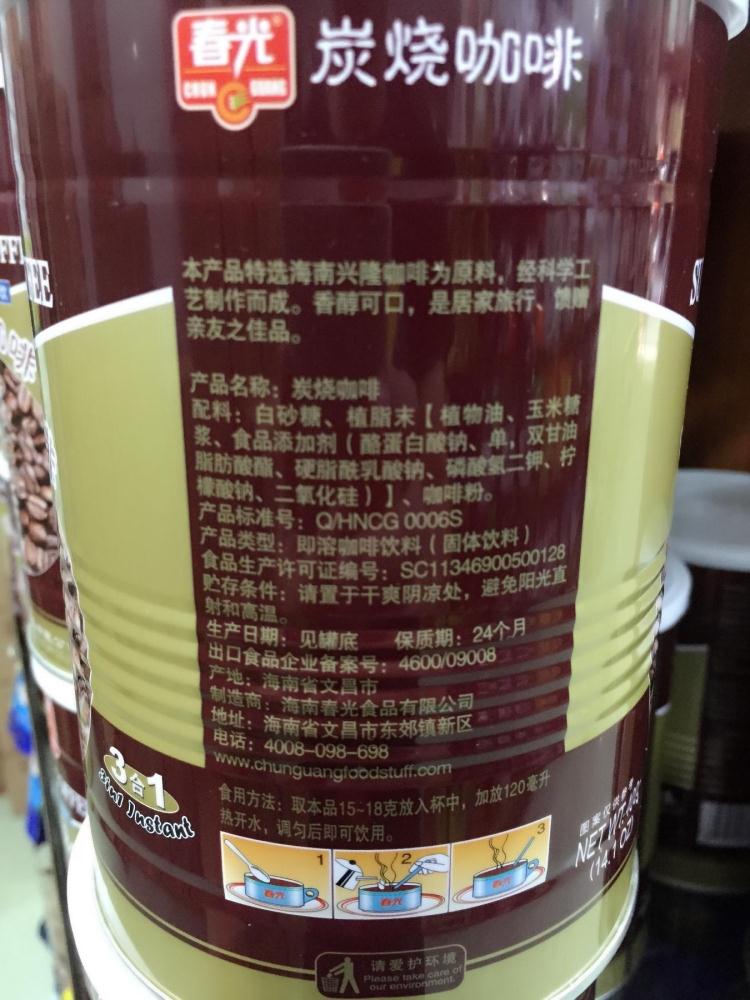 春光
CHUN GUANG
炭烧咖啡
本产品特选海南兴隆咖啡为原料，经科学工
艺制作而成。香醇可口，是居家旅行、馈赠
亲友之佳品。
产品名称：炭烧咖啡
配料：白砂糖、植脂末【植物油、玉米糖
浆、食品添加剂（酪蛋白酸钠、单，双甘油
脂肪酸酯、硬脂酰乳酸钠、磷酸氢二钾、柠
檬酸钠、二氧化硅）】、咖啡粉。
产品标准号：Q/HNCG 0006S
产品类型：即溶咖啡饮料（固体饮料）
食品生产许可证编号：SC11346900500128
贮存条件：请置于干爽阴凉处，避免阳光直
射和高温。
生产日期：见罐底 保质期：24个月
出口食品企业备案号：4600/09008
产地：海南省文昌市
制造商：海南春光食品有限公司
地址：海南省文昌市东郊镇新区
电话：4008-098-698
www.chunguangfoodstuff.com
3合1
3in1 Instant
食用方法：取本品15~18克放入杯中，加放120毫升
热开水，调匀后即可饮用。
1 2 3
春光 春光 春光
NET WT
请爱护环境
Please take care of
our environment.